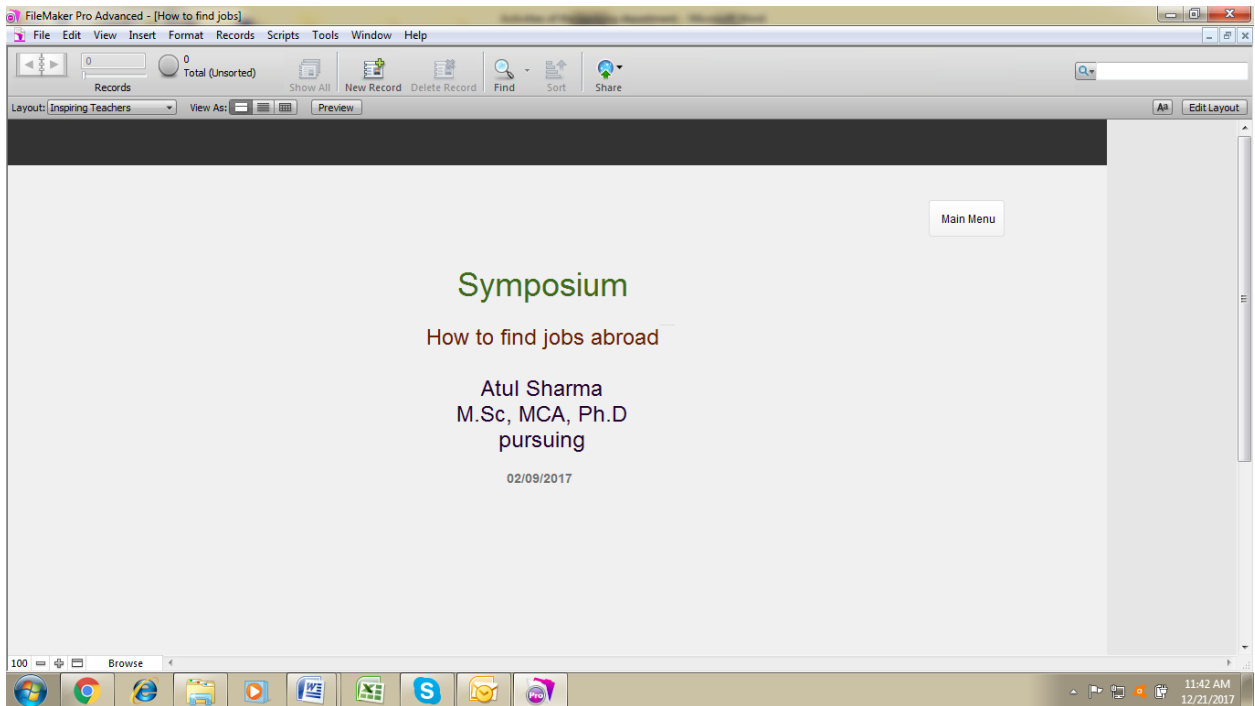 FileMaker Pro Advanced - [How to find jobs]
File Edit View Insert Format Records Scripts Tools Window Help
0
0
Total (Unsorted)
Records
Show All New Record Delete Record Find Sort Share
Layout: Inspiring Teachers View As: Preview Aa Edit Layout
Main Menu
Symposium
How to find jobs abroad
Atul Sharma
M.Sc, MCA, Ph.D
pursuing
02/09/2017
100 Browse
11:42 AM
12/21/2017